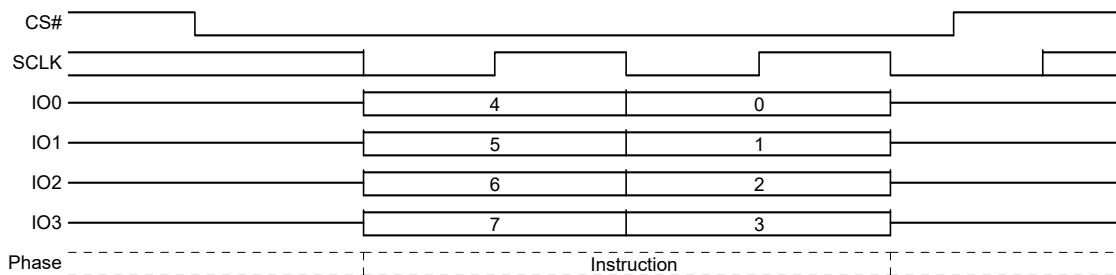 CS#
SCLK
IO0 4 0
IO1 5 1
IO2 6 2
IO3 7 3
Phase Instruction